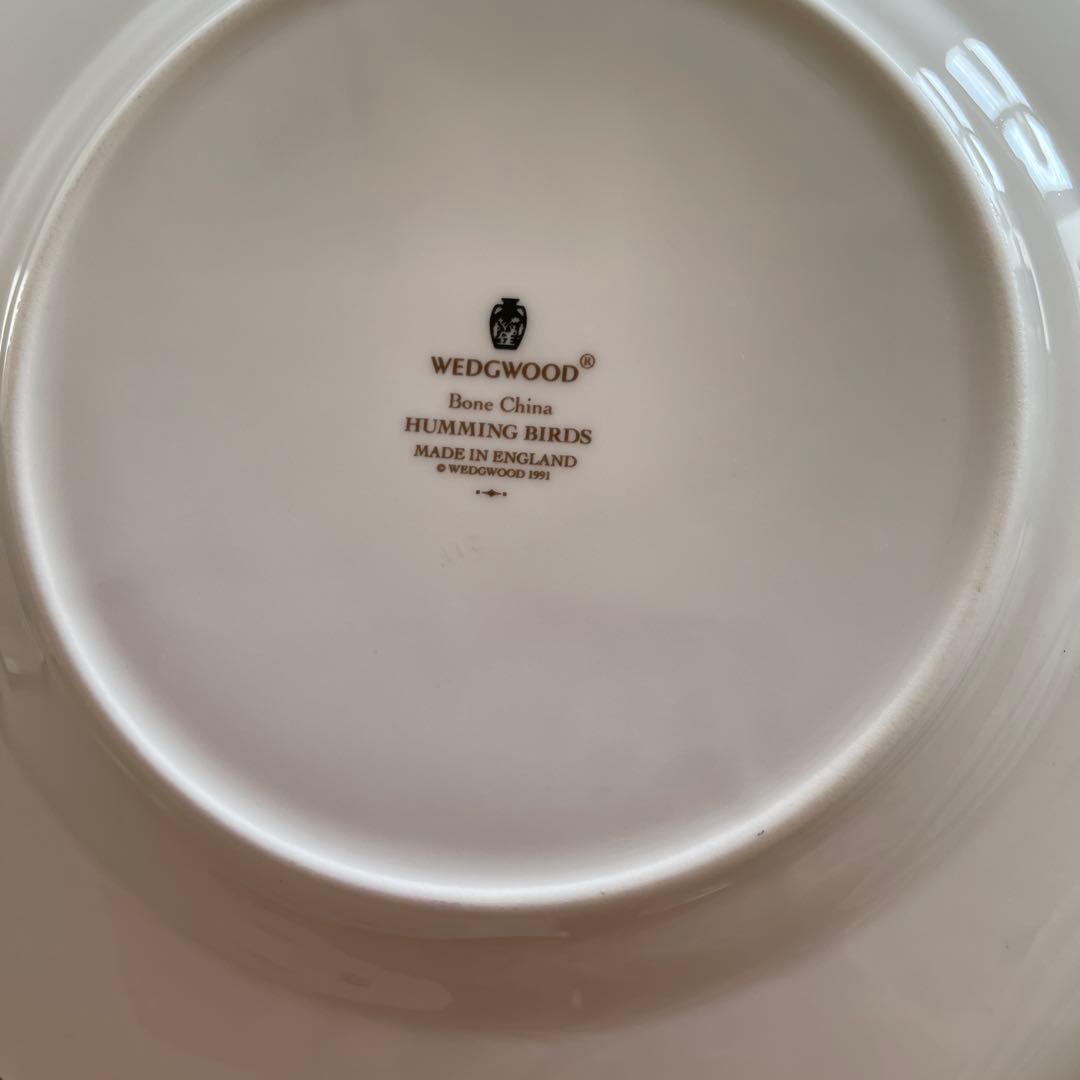 WEDGWOOD®
Bone China
HUMMING BIRDS
MADE IN ENGLAND
© WEDGWOOD 1991